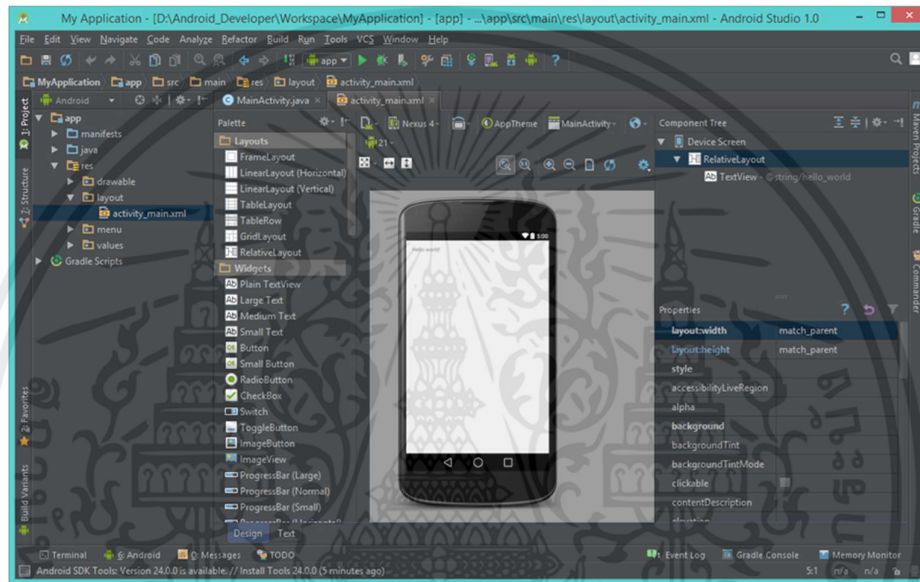 My Application - [D:\Android_Developer\Workspace\MyApplication] - [app] - ...\app\src\main\res\layout\activity_main.xml - Android Studio 1.0
File Edit View Navigate Code Analyze Refactor Build Run Tools VCS Window Help
app
MyApplication app src main res layout activity_main.xml
Android MainActivity.java activity_main.xml
1: Project
2: Structure
2: Favorites
Build Variants
app
manifests
java
res
drawable
layout
activity_main.xml
menu
values
Gradle Scripts
Palette
Layouts
FrameLayout
LinearLayout (Horizontal)
LinearLayout (Vertical)
TableLayout
TableRow
GridLayout
RelativeLayout
Widgets
Plain TextView
Large Text
Medium Text
Small Text
Button
Small Button
RadioButton
CheckBox
Switch
ToggleButton
ImageButton
ImageView
ProgressBar (Large)
ProgressBar (Normal)
ProgressBar (Small)
ProgressBar (Horizontal)
Design Text
Nexus 4 AppTheme MainActivity
21
5:00
Hello world!
Component Tree
Device Screen
RelativeLayout
Ab TextView - @string/hello_world
Properties
layout:width match_parent
layout:height match_parent
style
accessibilityLiveRegion
alpha
background
backgroundTint
backgroundTintMode
clickable
contentDescription
elevation
Maven Projects
Gradle
Commander
Terminal 6: Android 0: Messages TODO Event Log Gradle Console Memory Monitor
Android SDK Tools: Version 24.0.0 is available. // Install Tools 24.0.0 (5 minutes ago) 5:1 n/a n/a